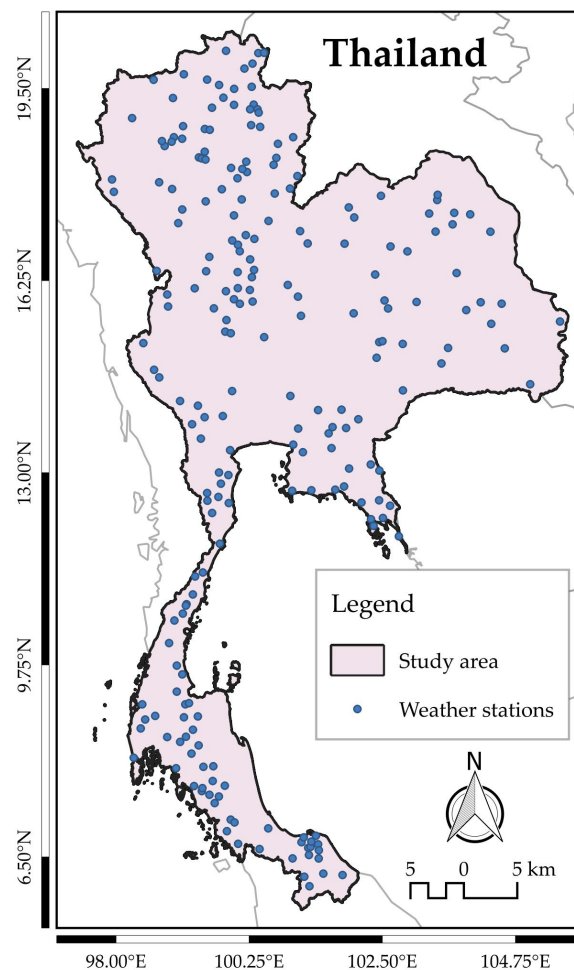 Thailand
19.50°N
16.25°N
13.00°N
9.75°N
6.50°N
Legend
Study area
Weather stations
N
5 0 5 km
98.00°E 100.25°E 102.50°E 104.75°E